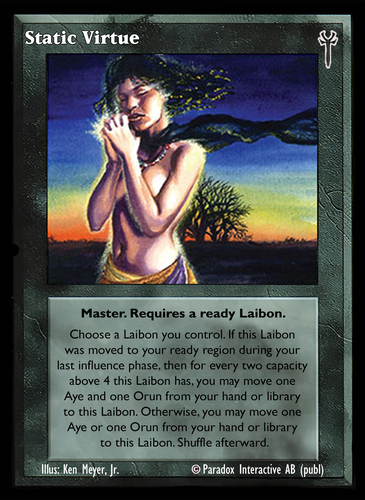 Static Virtue
Master. Requires a ready Laibon.
Choose a Laibon you control. If this Laibon
was moved to your ready region during your
last influence phase, then for every two capacity
above 4 this Laibon has, you may move one
Aye and one Orun from your hand or library
to this Laibon. Otherwise, you may move one
Aye or one Orun from your hand or library
to this Laibon. Shuffle afterward.
Illus: Ken Meyer, Jr. © Paradox Interactive AB (publ)